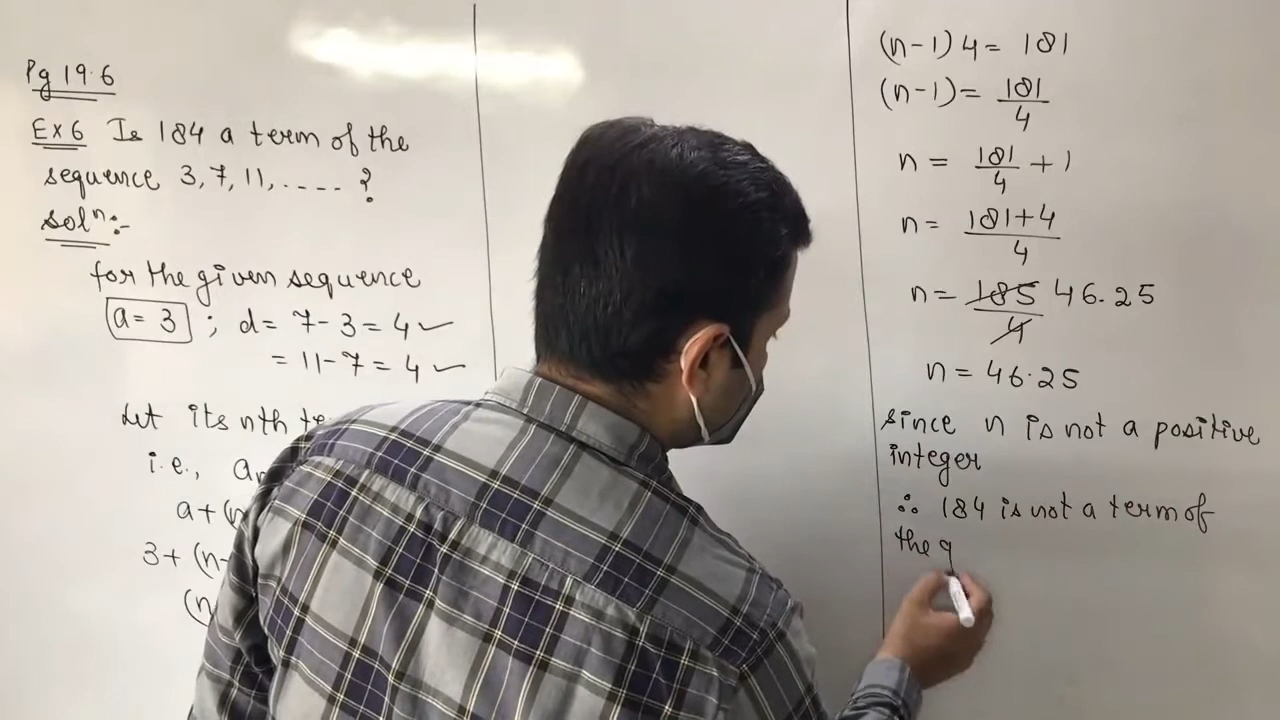 Pg 19.6
Ex 6 Is 184 a term of the
sequence 3, 7, 11, ..... ?
Solⁿ:-
for the given sequence
a = 3 ; d = 7 - 3 = 4 ✓
= 11 - 7 = 4 ✓
Let its nth
i.e.,
a + (
3 + (n-
(n
(n-1) 4 = 181
(n-1) = 181/4
n = 181/4 + 1
n = (181+4)/4
n = 185/4 46.25
n = 46.25
since n is not a positive
integer
∴ 184 is not a term of
the g